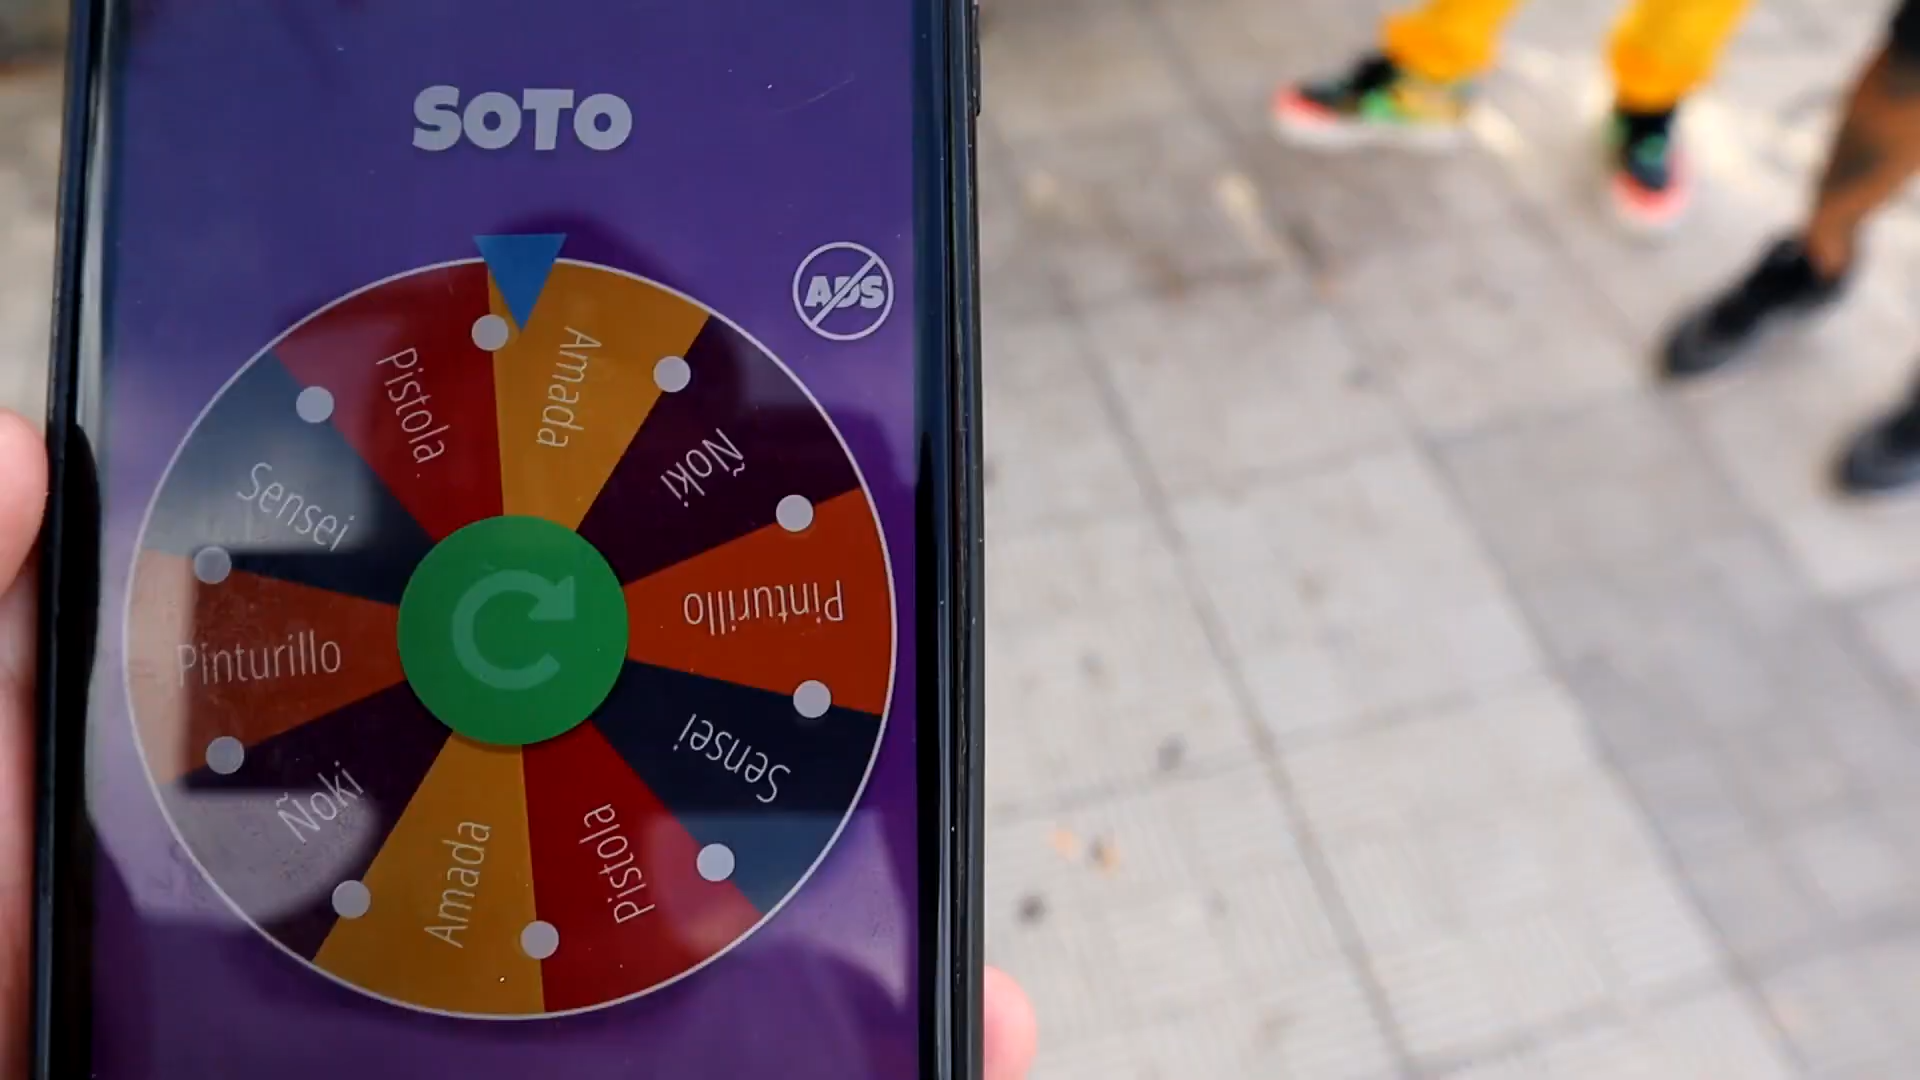 SOTO
ADS
Amada
Ñoki
Pinturillo
Sensei
Pistola
Amada
Ñoki
Pinturillo
Sensei
Pistola